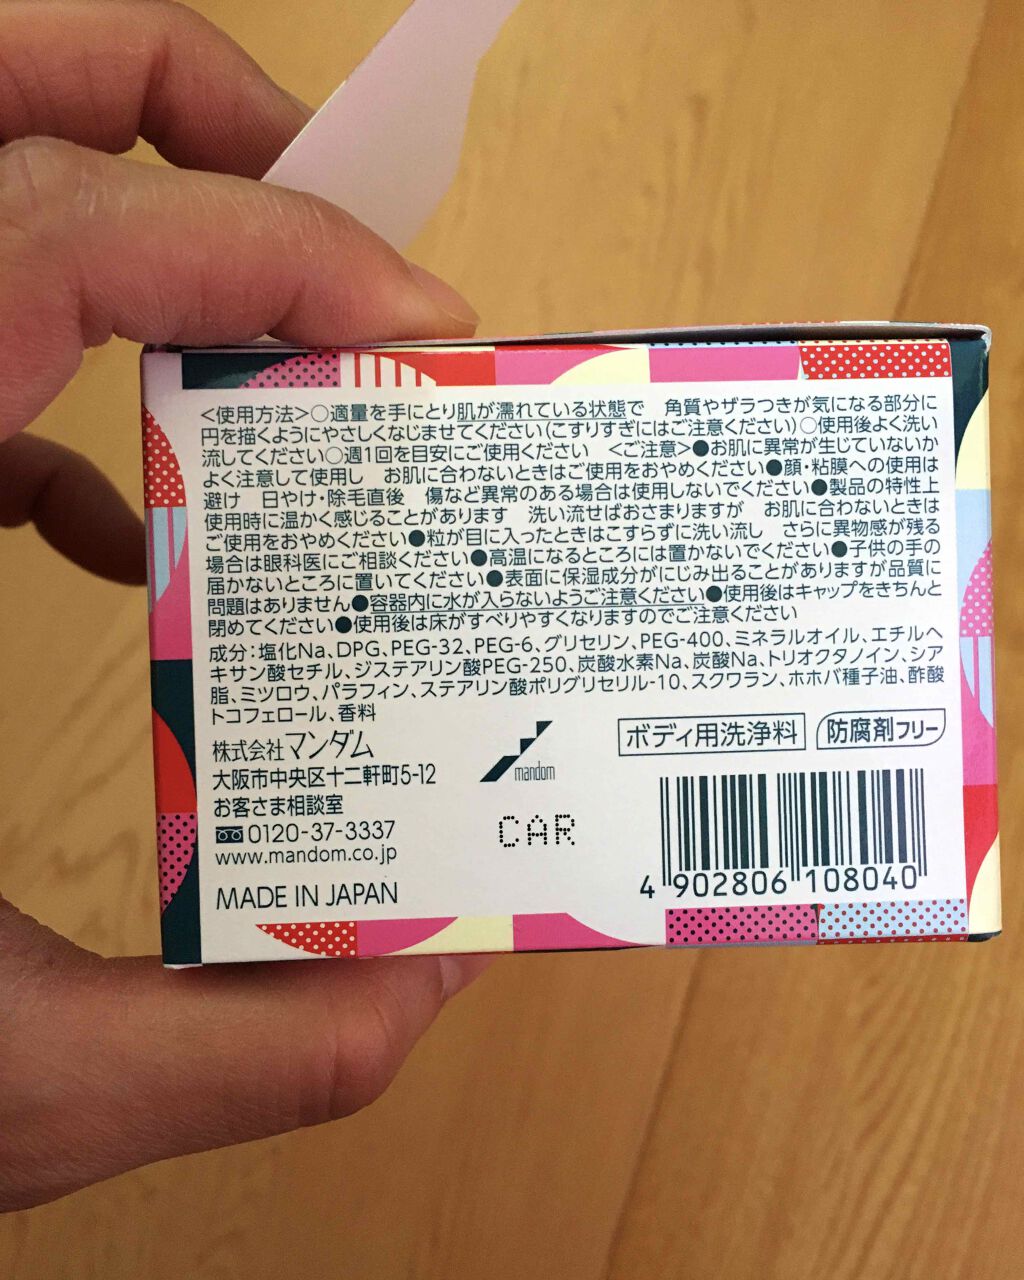 <使用方法>○適量を手にとり肌が濡れている状態で　角質やザラつきが気になる部分に
円を描くようにやさしくなじませてください(こすりすぎにはご注意ください)○使用後よく洗い
流してください○週1回を目安にご使用ください　<ご注意>●お肌に異常が生じていないか
よく注意して使用し　お肌に合わないときはご使用をおやめください●顔・粘膜への使用は
避け　日やけ・除毛直後　傷など異常のある場合は使用しないでください●製品の特性上
使用時に温かく感じることがあります　洗い流せばおさまりますが　お肌に合わないときは
ご使用をおやめください●粒が目に入ったときはこすらずに洗い流し　さらに異物感が残る
場合は眼科医にご相談ください●高温になるところには置かないでください●子供の手の
届かないところに置いてください●表面に保湿成分がにじみ出ることがありますが品質に
問題はありません●容器内に水が入らないようご注意ください●使用後はキャップをきちんと
閉めてください●使用後は床がすべりやすくなりますのでご注意ください
成分：塩化Na、DPG、PEG-32、PEG-6、グリセリン、PEG-400、ミネラルオイル、エチルヘ
キサン酸セチル、ジステアリン酸PEG-250、炭酸水素Na、炭酸Na、トリオクタノイン、シア
脂、ミツロウ、パラフィン、ステアリン酸ポリグリセリル-10、スクワラン、ホホバ種子油、酢酸
トコフェロール、香料
株式会社マンダム
大阪市中央区十二軒町5-12
お客さま相談室
0120-37-3337
www.mandom.co.jp
MADE IN JAPAN
mandom
CAR
ボディ用洗浄料
防腐剤フリー
4 902806 108040